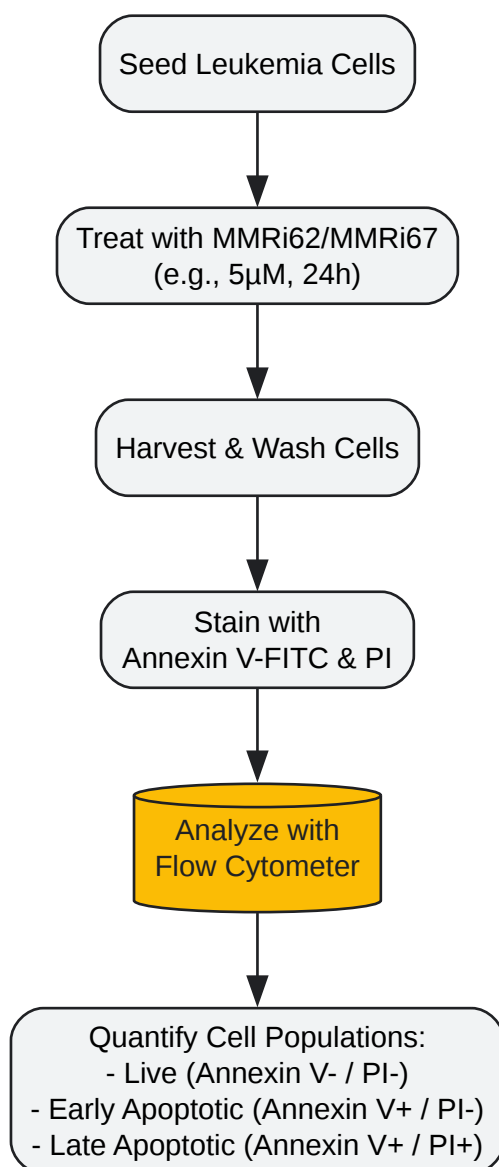 Seed Leukemia Cells
Treat with MMRi62/MMRi67
(e.g., 5µM, 24h)
Harvest & Wash Cells
Stain with
Annexin V-FITC & PI
Analyze with
Flow Cytometer
Quantify Cell Populations:
- Live (Annexin V- / PI-)
- Early Apoptotic (Annexin V+ / PI-)
- Late Apoptotic (Annexin V+ / PI+)